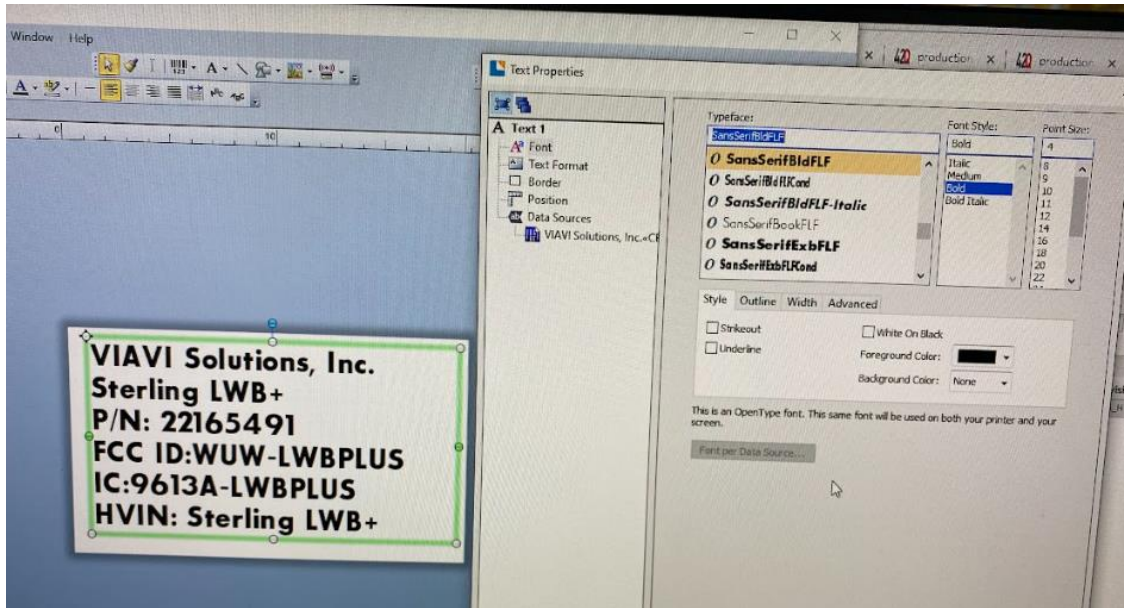 Window Help
production
production
Text Properties
A Text 1
Font
Text Format
Border
Position
Data Sources
VIAVI Solutions, Inc.
Typeface:
SansSerifBldFLF
SansSerifBldFLF
SansSerifBldFLFCond
SansSerifBldFLF-Italic
SansSerifBookFLF
SansSerifExbFLF
SansSerifExbFLFCond
Font Style:
Bold
Italic
Medium
Bold
Bold Italic
Point Size:
4
8
9
10
11
12
14
16
18
20
22
Style Outline Width Advanced
Strikeout
Underline
White On Black
Foreground Color:
Background Color: None
This is an OpenType font. This same font will be used on both your printer and your
screen.
Font per Data Source...
10
VIAVI Solutions, Inc.
Sterling LWB+
P/N: 22165491
FCC ID:WUW-LWBPLUS
IC:9613A-LWBPLUS
HVIN: Sterling LWB+